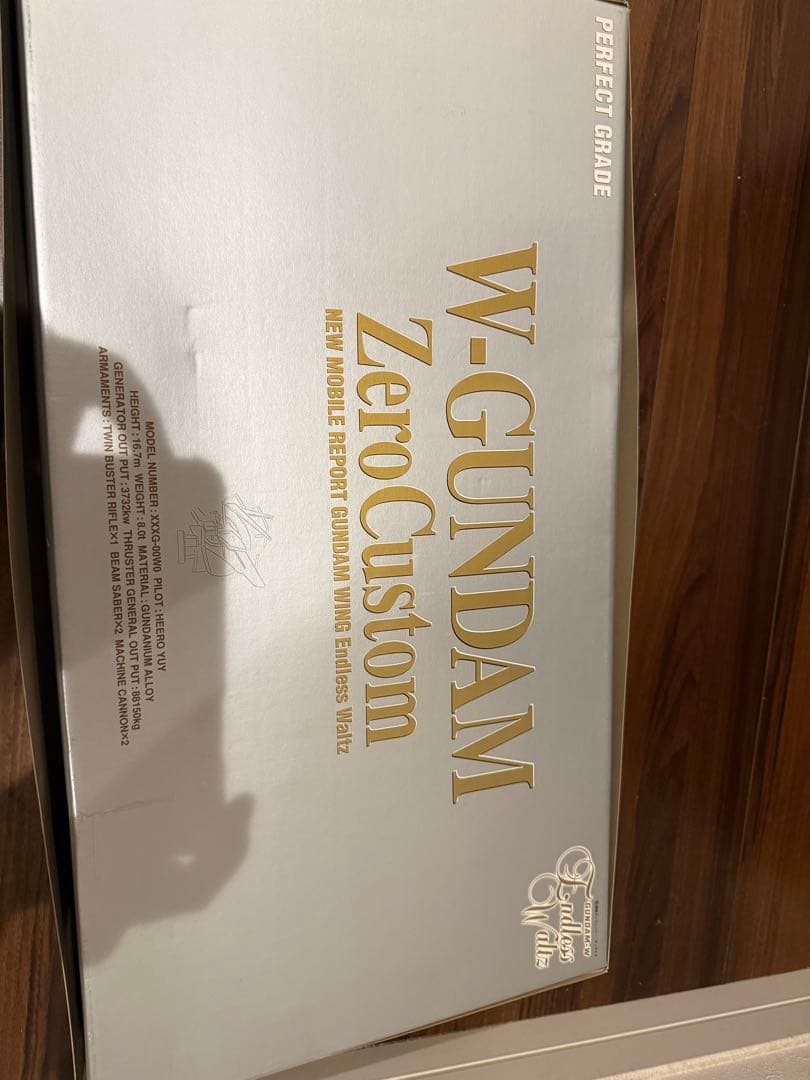 PERFECT GRADE
W-GUNDAM
ZeroCustom
NEW MOBILE REPORT GUNDAM WING Endless Waltz
MODEL NUMBER : XXXG-00W0 PILOT : HEERO YUY
HEIGHT : 16.7m WEIGHT : 8.0t MATERIAL : GUNDANIUM ALLOY
GENERATOR OUT PUT : 3732kw THRUSTER GENERAL OUT PUT : 88150kg
ARMAMENTS : TWIN BUSTER RIFLE×1 BEAM SABER×2 MACHINE CANNON×2
GUNDAM-W
Endless
Waltz